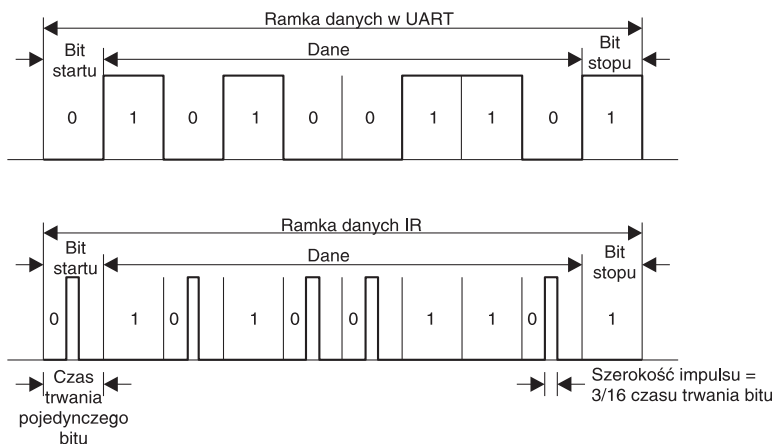 Ramka danych w UART
Bit
startu
Dane
Bit
stopu
0 1 0 1 0 0 1 1 0 1
Ramka danych IR
Bit
startu
Dane
Bit
stopu
0 1 0 1 0 0 1 1 0 1
Czas
trwania
pojedynczego
bitu
Szerokość impulsu =
3/16 czasu trwania bitu